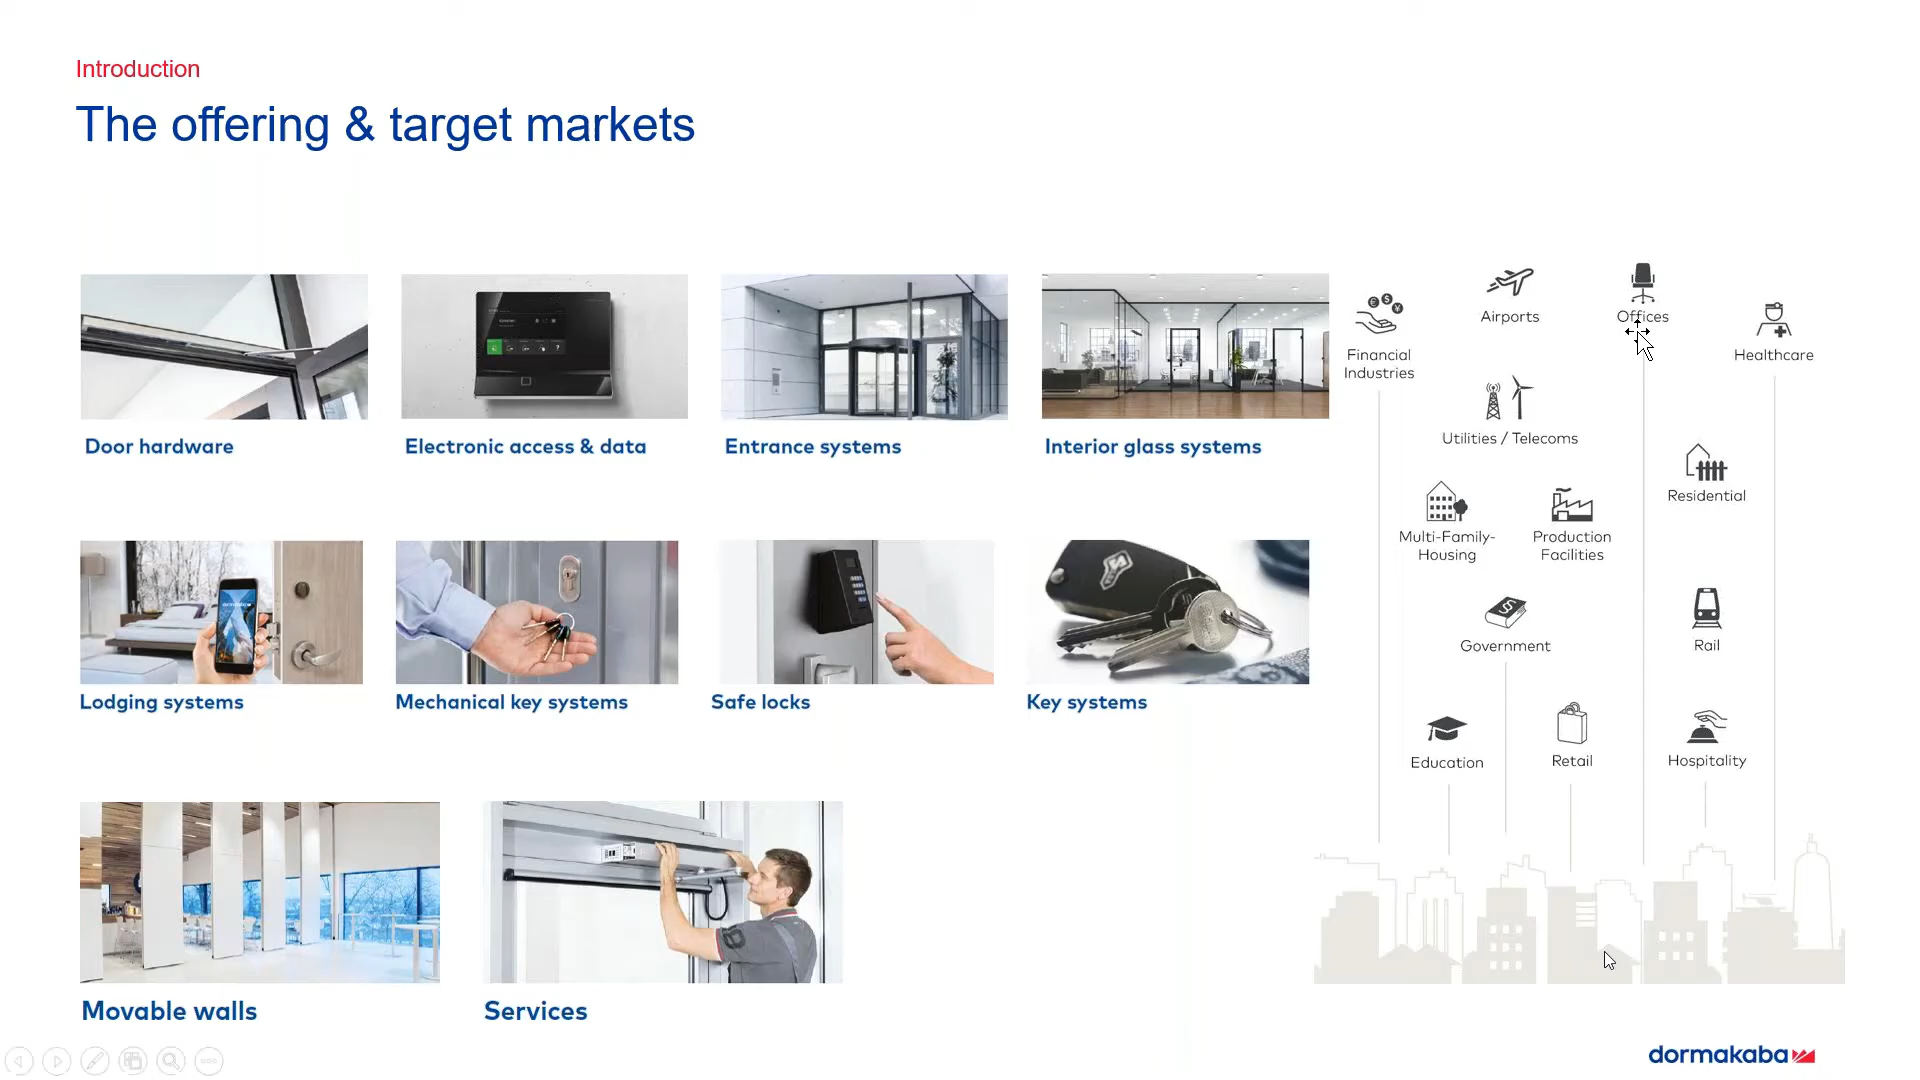 Introduction
The offering & target markets
Door hardware
Electronic access & data
Entrance systems
Interior glass systems
Lodging systems
Mechanical key systems
Safe locks
Key systems
Movable walls
Services
Financial
Industries
Airports
Offices
Healthcare
Utilities / Telecoms
Residential
Multi-Family-
Housing
Production
Facilities
Government
Rail
Education
Retail
Hospitality
dormakaba